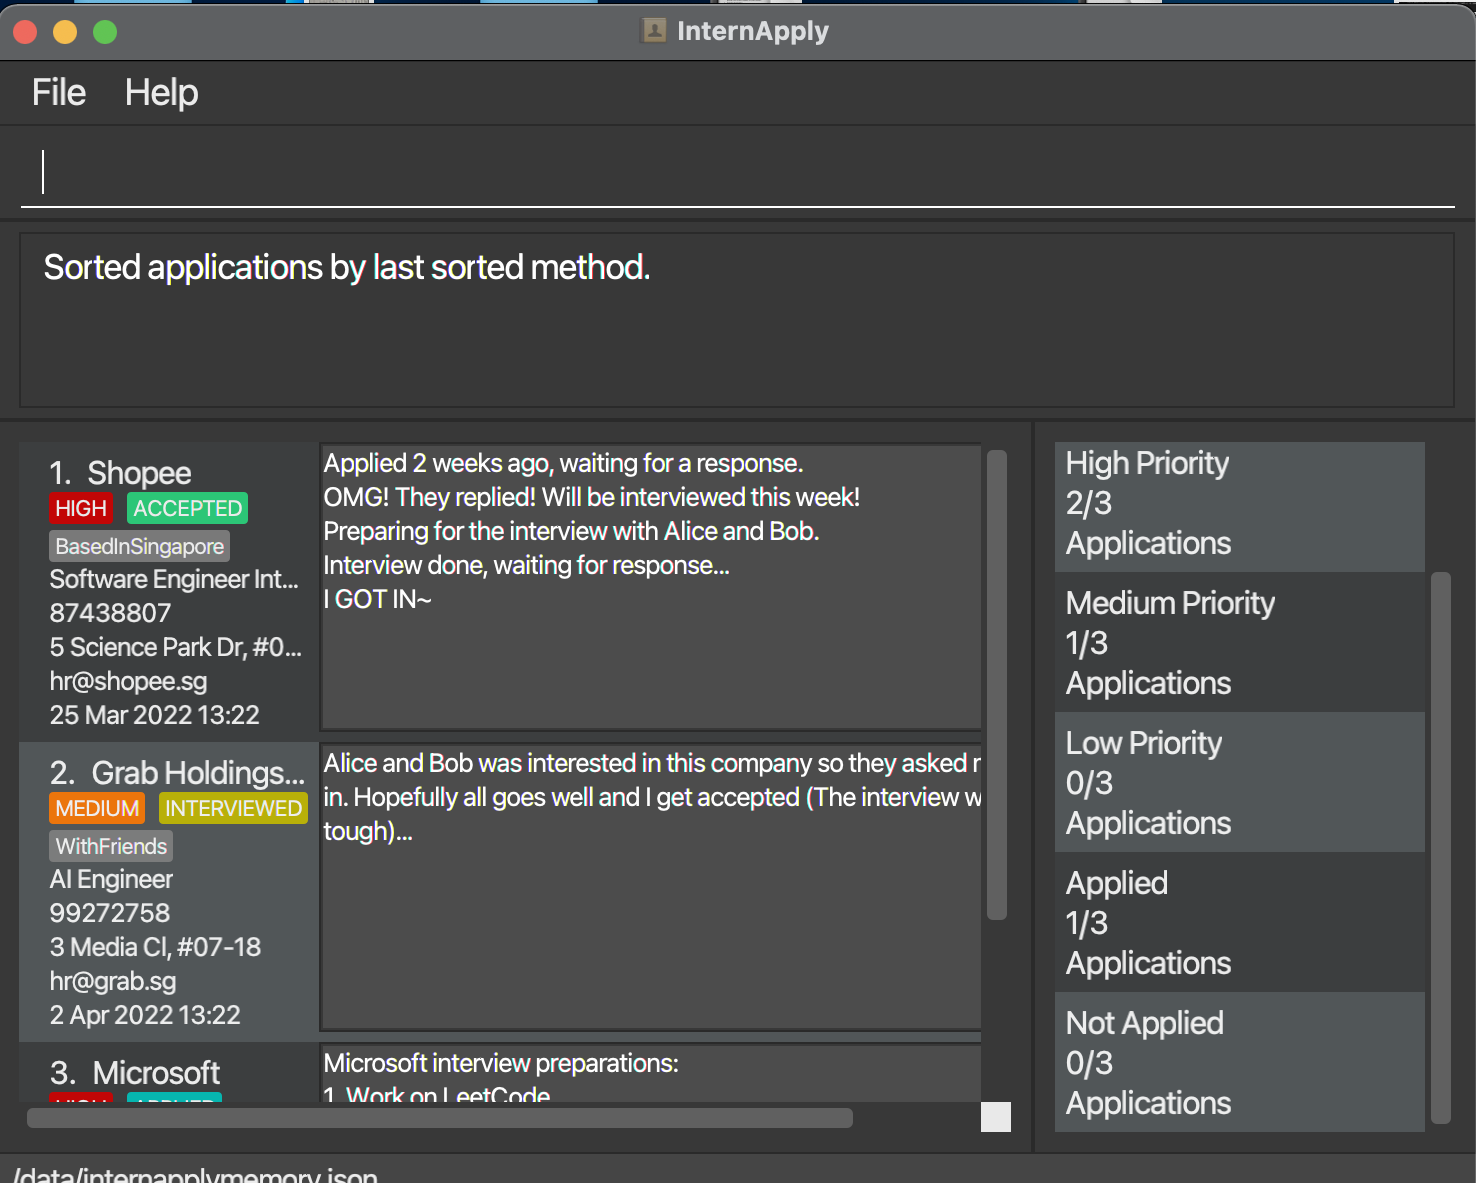 InternApply
File Help
Sorted applications by last sorted method.
1. Shopee
HIGH ACCEPTED
BasedInSingapore
Software Engineer Int...
87438807
5 Science Park Dr, #0...
hr@shopee.sg
25 Mar 2022 13:22
Applied 2 weeks ago, waiting for a response.
OMG! They replied! Will be interviewed this week!
Preparing for the interview with Alice and Bob.
Interview done, waiting for response...
I GOT IN~
2. Grab Holdings...
MEDIUM INTERVIEWED
WithFriends
AI Engineer
99272758
3 Media Cl, #07-18
hr@grab.sg
2 Apr 2022 13:22
Alice and Bob was interested in this company so they asked
in. Hopefully all goes well and I get accepted (The interview
tough)...
3. Microsoft
HIGH APPLIED
Microsoft interview preparations:
1. Work on LeetCode
High Priority
2/3
Applications
Medium Priority
1/3
Applications
Low Priority
0/3
Applications
Applied
1/3
Applications
Not Applied
0/3
Applications
/data/internapplymemory.json